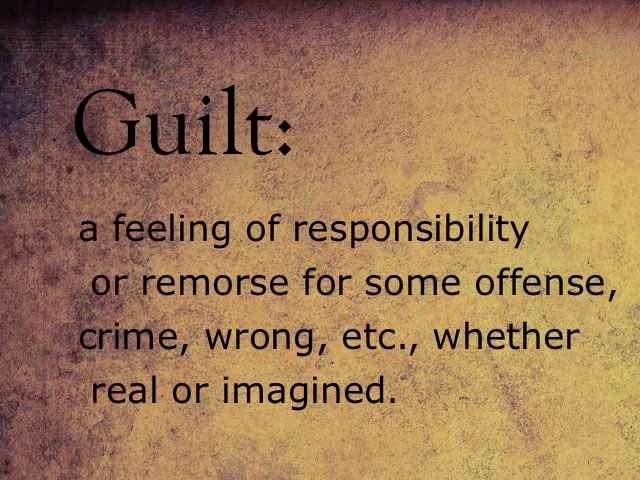 Guilt:
a feeling of responsibility
or remorse for some offense,
crime, wrong, etc., whether
real or imagined.